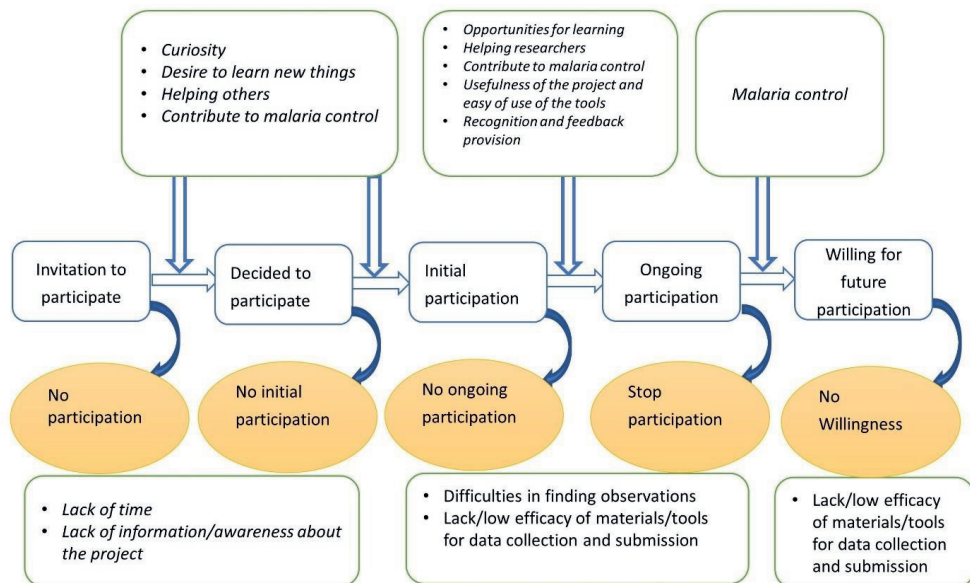 • Curiosity
• Desire to learn new things
• Helping others
• Contribute to malaria control
• Opportunities for learning
• Helping researchers
• Contribute to malaria control
• Usefulness of the project and
easy of use of the tools
• Recognition and feedback
provision
Malaria control
Invitation to
participate
Decided to
participate
Initial
participation
Ongoing
participation
Willing for
future
participation
No
participation
No initial
participation
No ongoing
participation
Stop
participation
No
Willingness
• Lack of time
• Lack of information/awareness about
the project
• Difficulties in finding observations
• Lack/low efficacy of materials/tools
for data collection and submission
• Lack/low efficacy
of materials/tools
for data collection
and submission